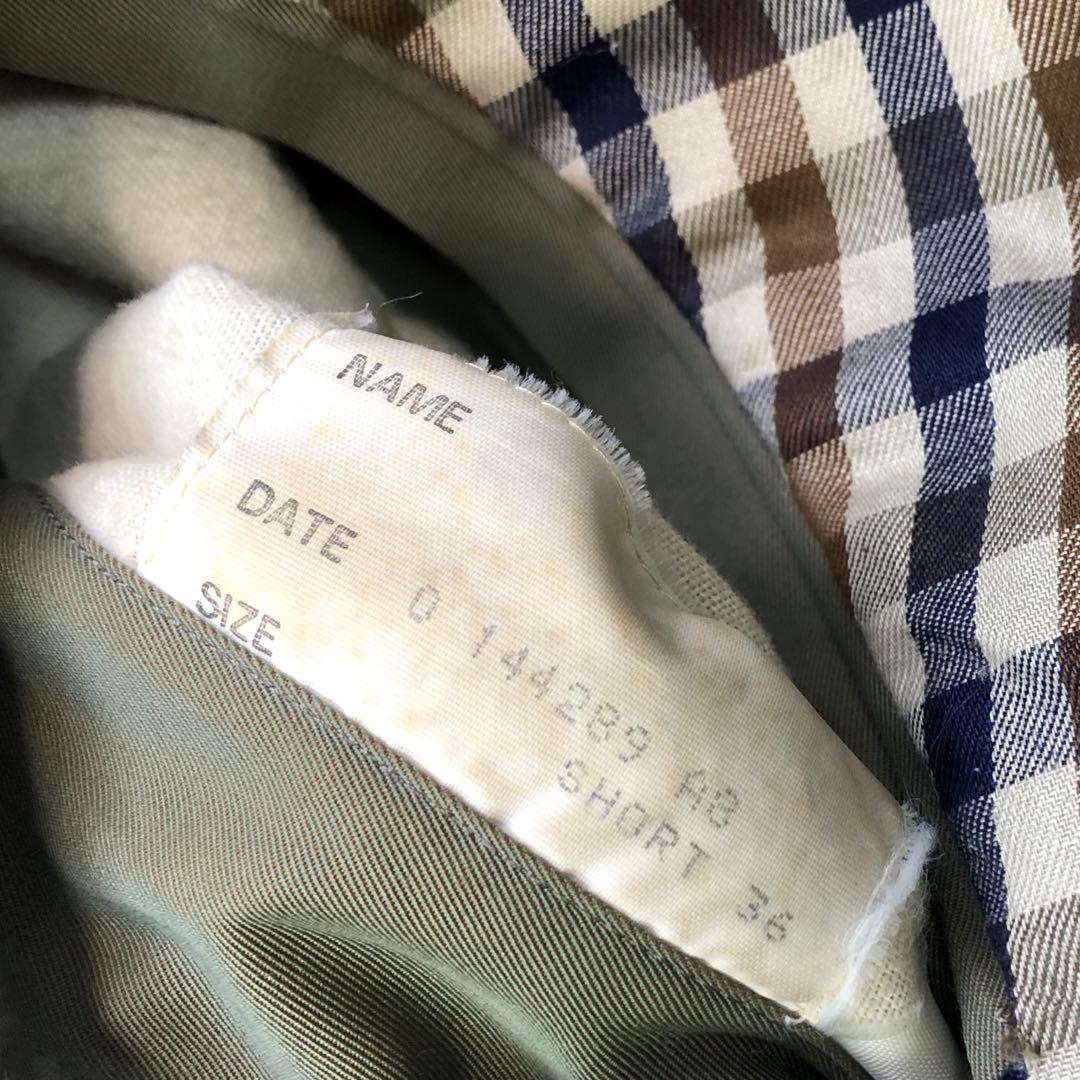 NAME
DATE
SIZE
0 144289 A8
SHORT 36